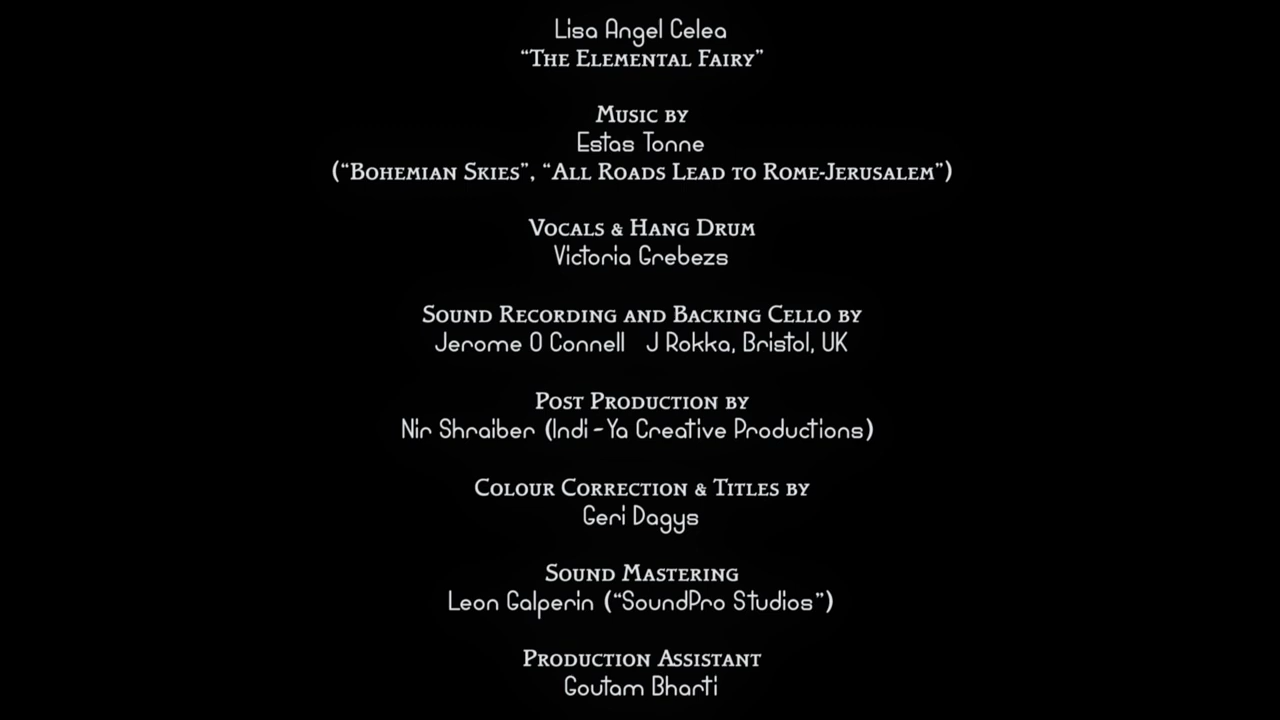 Lisa Angel Celea
“The Elemental Fairy”
Music by
Estas Tonne
(“Bohemian Skies”, “All Roads Lead to Rome-Jerusalem”)
Vocals & Hang Drum
Victoria Grebezs
Sound Recording and Backing Cello by
Jerome O Connell   J Rokka, Bristol, UK
Post Production by
Nir Shraiber (Indi-Ya Creative Productions)
Colour Correction & Titles by
Geri Dagys
Sound Mastering
Leon Galperin (“SoundPro Studios”)
Production Assistant
Goutam Bharti